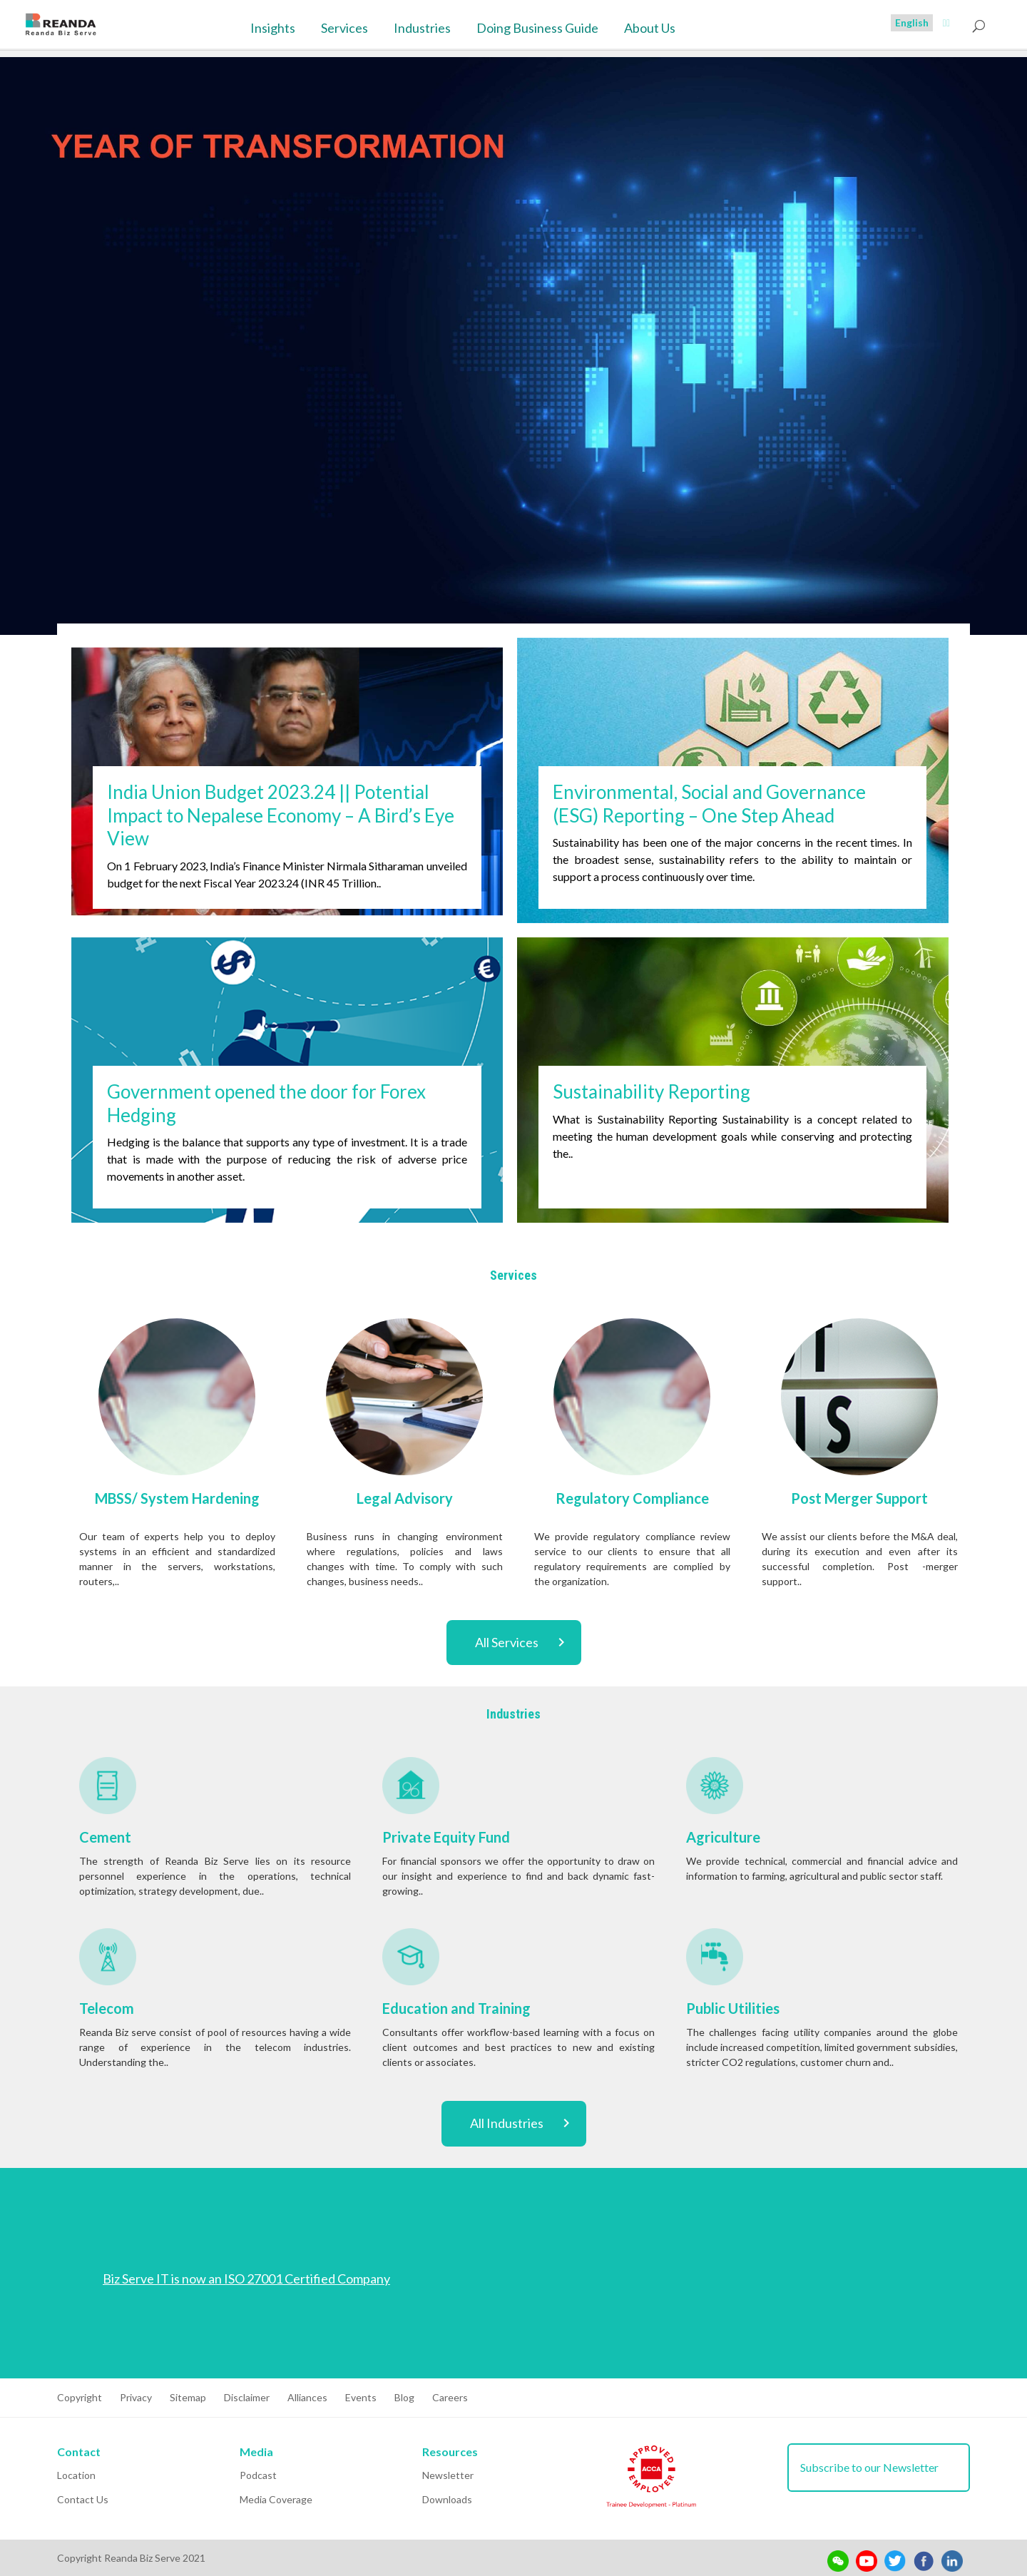 REANDA
Reanda Biz Serve
Insights
Services
Industries
Doing Business Guide
About Us
English
YEAR OF TRANSFORMATION
India Union Budget 2023.24 || Potential
Impact to Nepalese Economy – A Bird’s Eye
View
On 1 February 2023, India’s Finance Minister Nirmala Sitharaman unveiled
budget for the next Fiscal Year 2023.24 (INR 45 Trillion..
Environmental, Social and Governance
(ESG) Reporting – One Step Ahead
Sustainability has been one of the major concerns in the recent times. In
the broadest sense, sustainability refers to the ability to maintain or
support a process continuously over time.
Government opened the door for Forex
Hedging
Hedging is the balance that supports any type of investment. It is a trade
that is made with the purpose of reducing the risk of adverse price
movements in another asset.
Sustainability Reporting
What is Sustainability Reporting Sustainability is a concept related to
meeting the human development goals while conserving and protecting
the..
Services
IS
MBSS/ System Hardening
Our team of experts help you to deploy
systems in an efficient and standardized
manner in the servers, workstations,
routers,..
Legal Advisory
Business runs in changing environment
where regulations, policies and laws
changes with time. To comply with such
changes, business needs..
Regulatory Compliance
We provide regulatory compliance review
service to our clients to ensure that all
regulatory requirements are complied by
the organization.
Post Merger Support
We assist our clients before the M&A deal,
during its execution and even after its
successful completion. Post -merger
support..
All Services
Industries
Cement
The strength of Reanda Biz Serve lies on its resource
personnel experience in the operations, technical
optimization, strategy development, due..
Private Equity Fund
For financial sponsors we offer the opportunity to draw on
our insight and experience to find and back dynamic fast-
growing..
Agriculture
We provide technical, commercial and financial advice and
information to farming, agricultural and public sector staff.
Telecom
Reanda Biz serve consist of pool of resources having a wide
range of experience in the telecom industries.
Understanding the..
Education and Training
Consultants offer workflow-based learning with a focus on
client outcomes and best practices to new and existing
clients or associates.
Public Utilities
The challenges facing utility companies around the globe
include increased competition, limited government subsidies,
stricter CO2 regulations, customer churn and..
All Industries
Biz Serve IT is now an ISO 27001 Certified Company
Copyright
Privacy
Sitemap
Disclaimer
Alliances
Events
Blog
Careers
Contact
Location
Contact Us
Media
Podcast
Media Coverage
Resources
Newsletter
Downloads
APPROVED
ACCA
EMPLOYER
Trainee Development - Platinum
Subscribe to our Newsletter
Copyright Reanda Biz Serve 2021